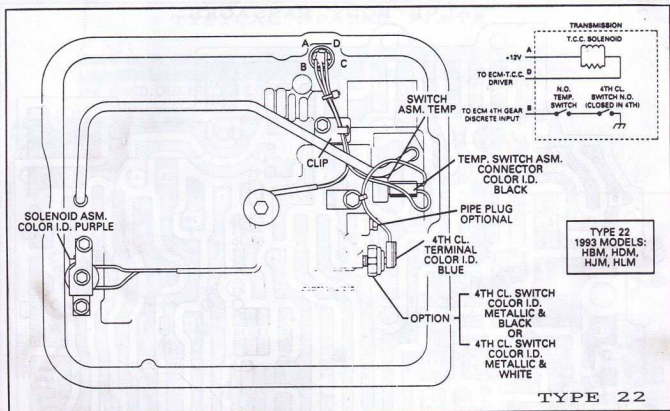 TRANSMISSION
T.C.C. SOLENOID
A
+12V
D
TO ECM-T.C.C.
DRIVER
N.O.
TEMP.
SWITCH
4TH CL.
SWITCH N.O.
(CLOSED IN 4TH)
TO ECM 4TH GEAR
DISCRETE INPUT
B
A D
B C
SWITCH
ASM. TEMP
CLIP
TEMP. SWITCH ASM.
CONNECTOR
COLOR I.D.
BLACK
SOLENOID ASM.
COLOR I.D. PURPLE
PIPE PLUG
OPTIONAL
4TH CL.
TERMINAL
COLOR I.D.
BLUE
TYPE 22
1993 MODELS:
HBM, HDM,
HJM, HLM
OPTION
4TH CL. SWITCH
COLOR I.D.
METALLIC &
BLACK
OR
4TH CL. SWITCH
COLOR I.D.
METALLIC &
WHITE
TYPE 22